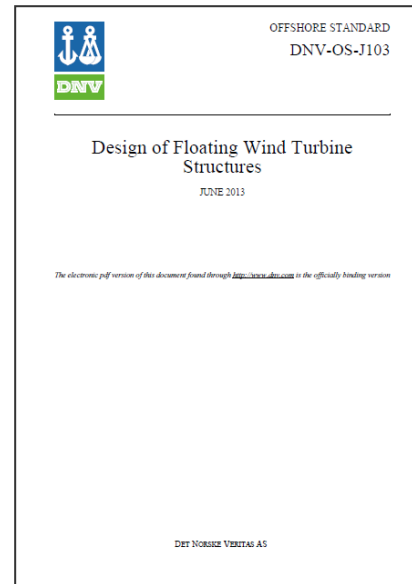 OFFSHORE STANDARD
DNV-OS-J103
DNV
Design of Floating Wind Turbine
Structures
JUNE 2013
The electronic pdf version of this document found through http://www.dnv.com is the officially binding version
DET NORSKE VERITAS AS